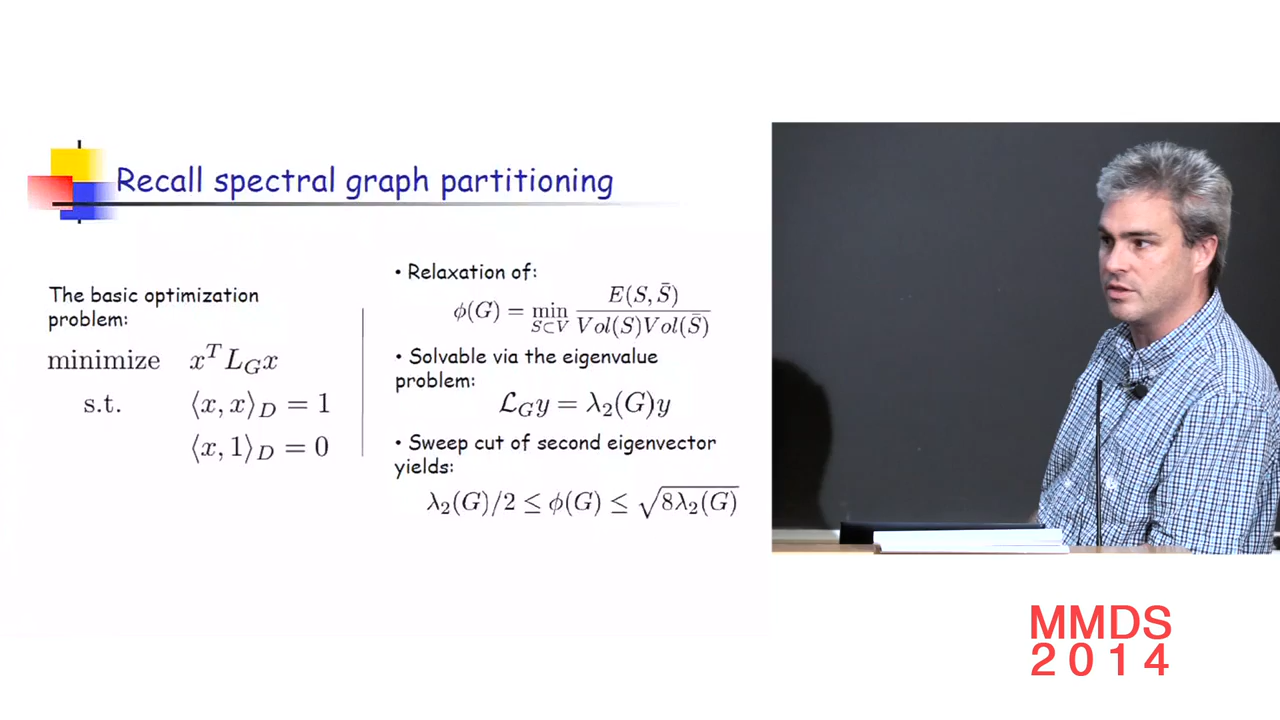 Recall spectral graph partitioning
The basic optimization
problem:
minimize x^T L_G x
s.t. ⟨x, x⟩_D = 1
⟨x, 1⟩_D = 0
• Relaxation of:
φ(G) = min_{S⊂V} E(S, S̄) / Vol(S)Vol(S̄)
• Solvable via the eigenvalue
problem:
ℒ_G y = λ_2(G)y
• Sweep cut of second eigenvector
yields:
λ_2(G)/2 ≤ φ(G) ≤ √8λ_2(G)
MMDS
2014